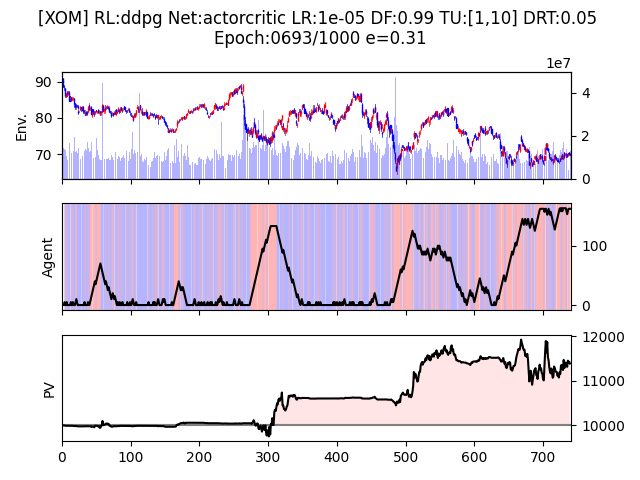 [XOM] RL:ddpg Net:actorcritic LR:1e-05 DF:0.99 TU:[1,10] DRT:0.05
Epoch:0693/1000 e=0.31
1e7
90
80
70
Env.
4
2
0
Agent
100
0
PV
12000
11000
10000
0 100 200 300 400 500 600 700